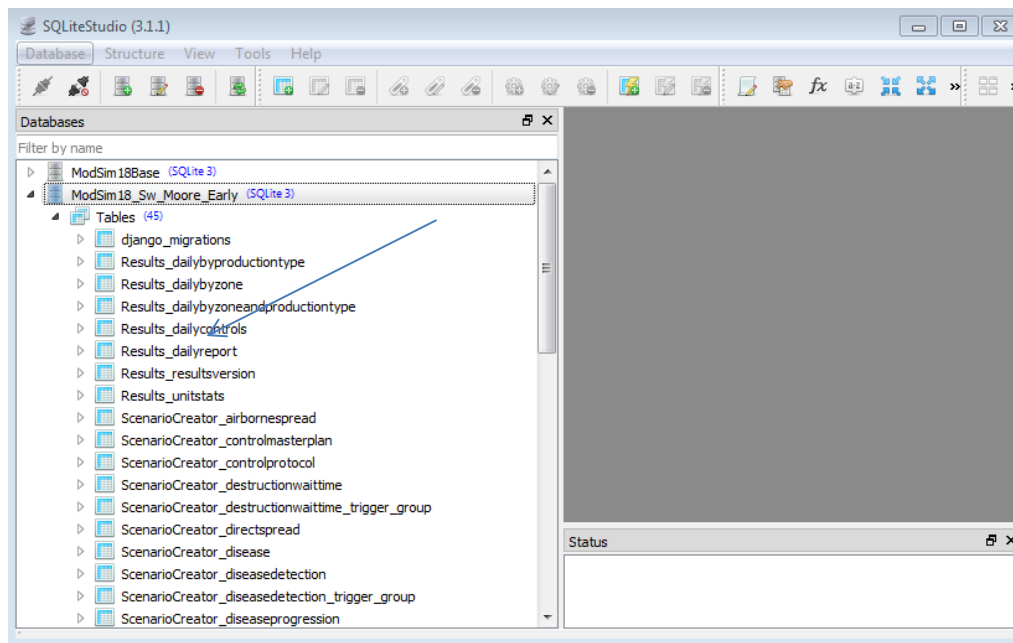 SQLiteStudio (3.1.1)
Database Structure View Tools Help
fx a·z » »
Databases
Filter by name
ModSim18Base (SQLite 3)
ModSim18_Sw_Moore_Early (SQLite 3)
Tables (45)
django_migrations
Results_dailybyproductiontype
Results_dailybyzone
Results_dailybyzoneandproductiontype
Results_dailycontrols
Results_dailyreport
Results_resultsversion
Results_unitstats
ScenarioCreator_airbornespread
ScenarioCreator_controlmasterplan
ScenarioCreator_controlprotocol
ScenarioCreator_destructionwaittime
ScenarioCreator_destructionwaittime_trigger_group
ScenarioCreator_directspread
ScenarioCreator_disease
ScenarioCreator_diseasedetection
ScenarioCreator_diseasedetection_trigger_group
ScenarioCreator_diseaseprogression
Status